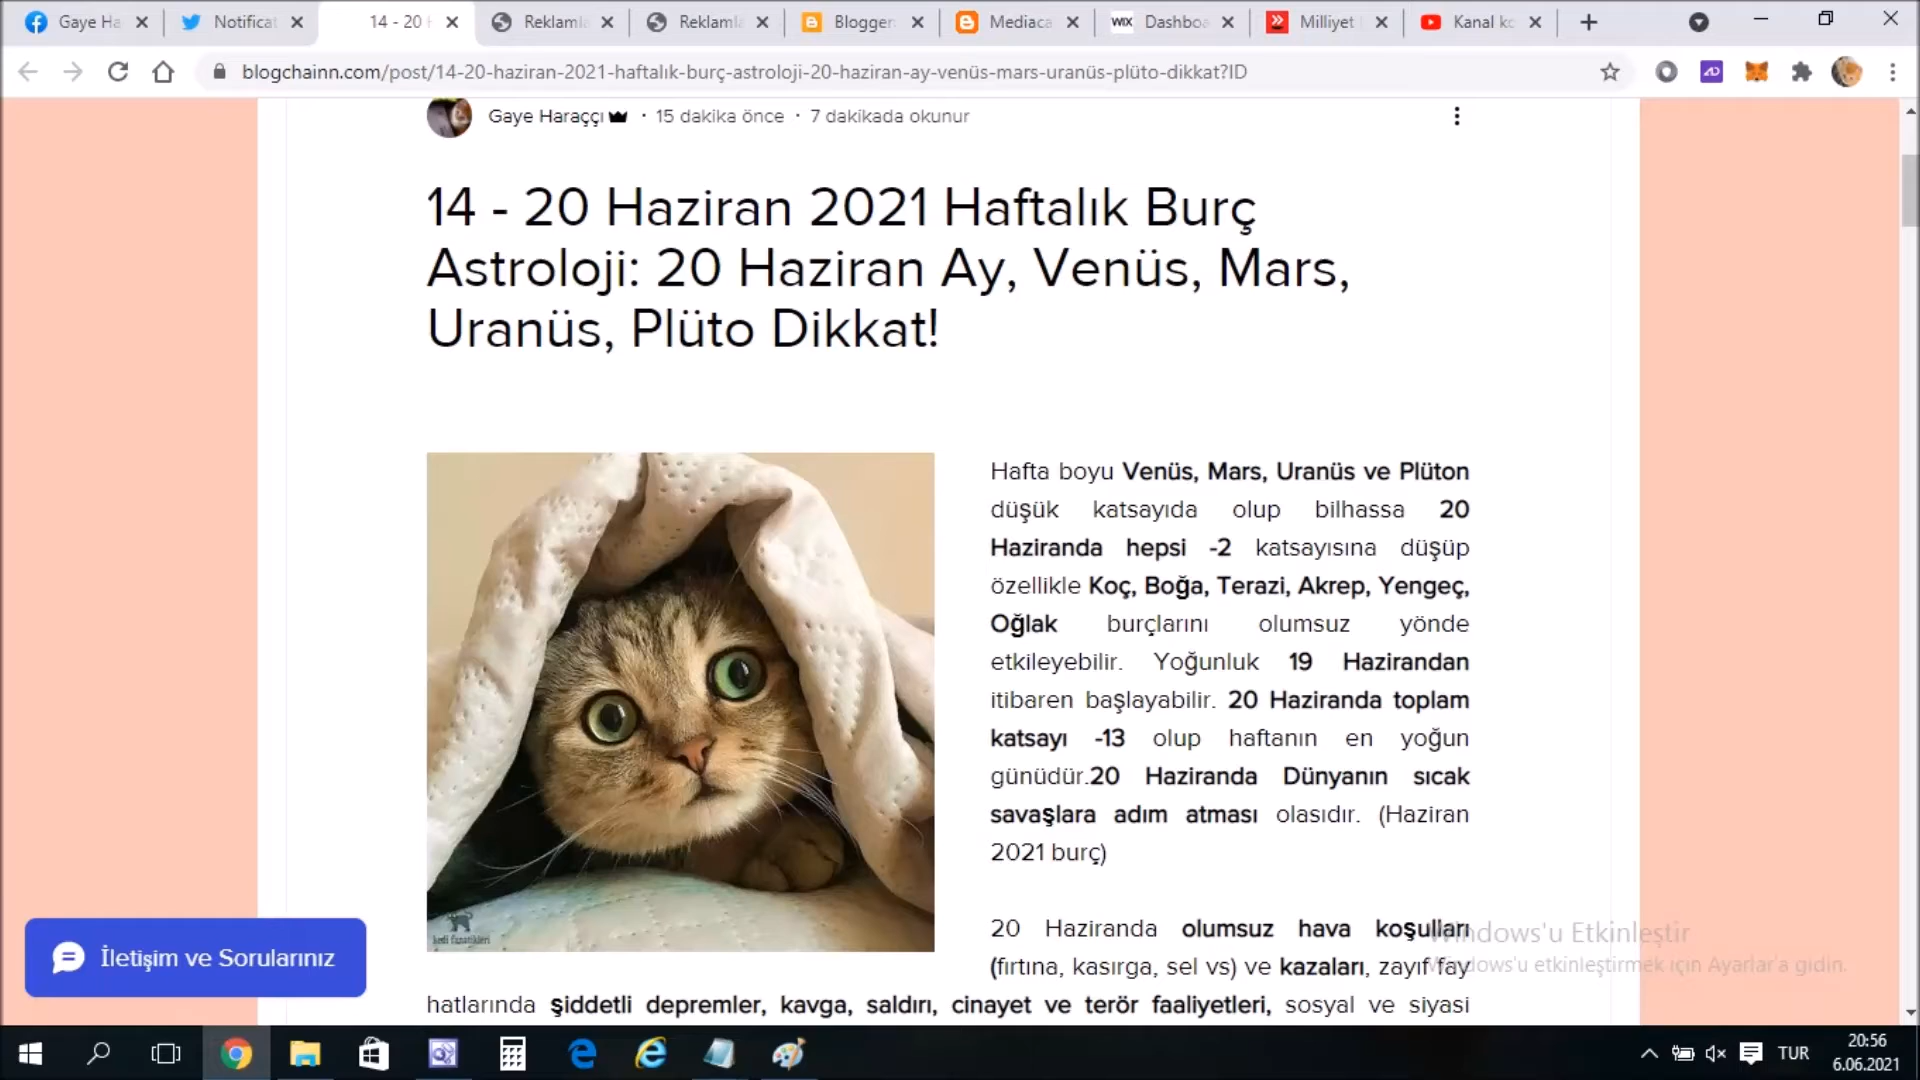 Gaye Ha
Notificat
14 - 20 H
Reklamla
Reklamla
Blogger:
Mediaca
WIX Dashboa
Milliyet
Kanal ko
blogchainn.com/post/14-20-haziran-2021-haftalık-burç-astroloji-20-haziran-ay-venüs-mars-uranüs-plüto-dikkat?ID
Gaye Haraççı · 15 dakika önce · 7 dakikada okunur
14 - 20 Haziran 2021 Haftalık Burç
Astroloji: 20 Haziran Ay, Venüs, Mars,
Uranüs, Plüto Dikkat!
Hafta boyu Venüs, Mars, Uranüs ve Plüton
düşük katsayıda olup bilhassa 20
Haziranda hepsi -2 katsayısına düşüp
özellikle Koç, Boğa, Terazi, Akrep, Yengeç,
Oğlak burçlarını olumsuz yönde
etkileyebilir. Yoğunluk 19 Hazirandan
itibaren başlayabilir. 20 Haziranda toplam
katsayı -13 olup haftanın en yoğun
günüdür.20 Haziranda Dünyanın sıcak
savaşlara adım atması olasıdır. (Haziran
2021 burç)
20 Haziranda olumsuz hava koşulları
(fırtına, kasırga, sel vs) ve kazaları, zayıf fay
hatlarında şiddetli depremler, kavga, saldırı, cinayet ve terör faaliyetleri, sosyal ve siyasi
kedi fanatikleri
İletişim ve Sorularınız
Windows'u Etkinleştir
Windows'u etkinleştirmek için Ayarlar'a gidin.
TUR
20:56
6.06.2021